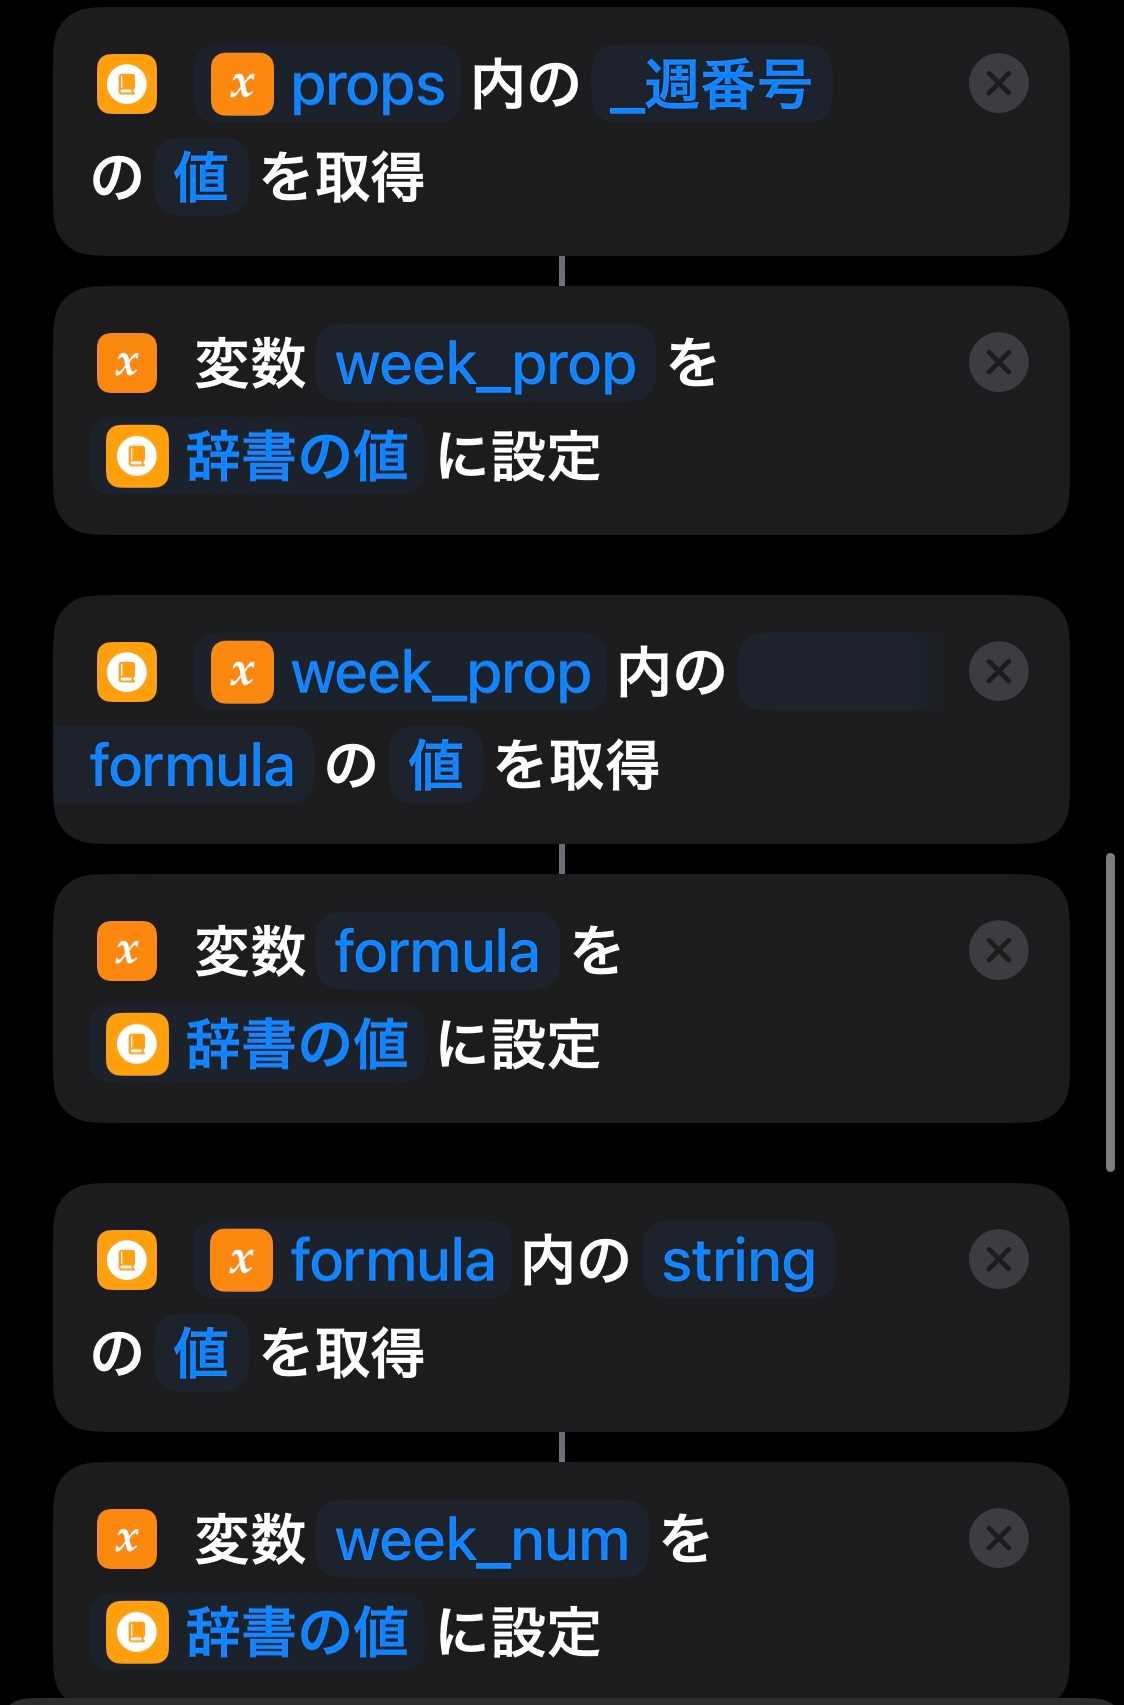 x props 内の _週番号
の 値 を取得
x 変数 week_prop を
辞書の値 に設定
x week_prop 内の
formula の 値 を取得
x 変数 formula を
辞書の値 に設定
x formula 内の string
の 値 を取得
x 変数 week_num を
辞書の値 に設定